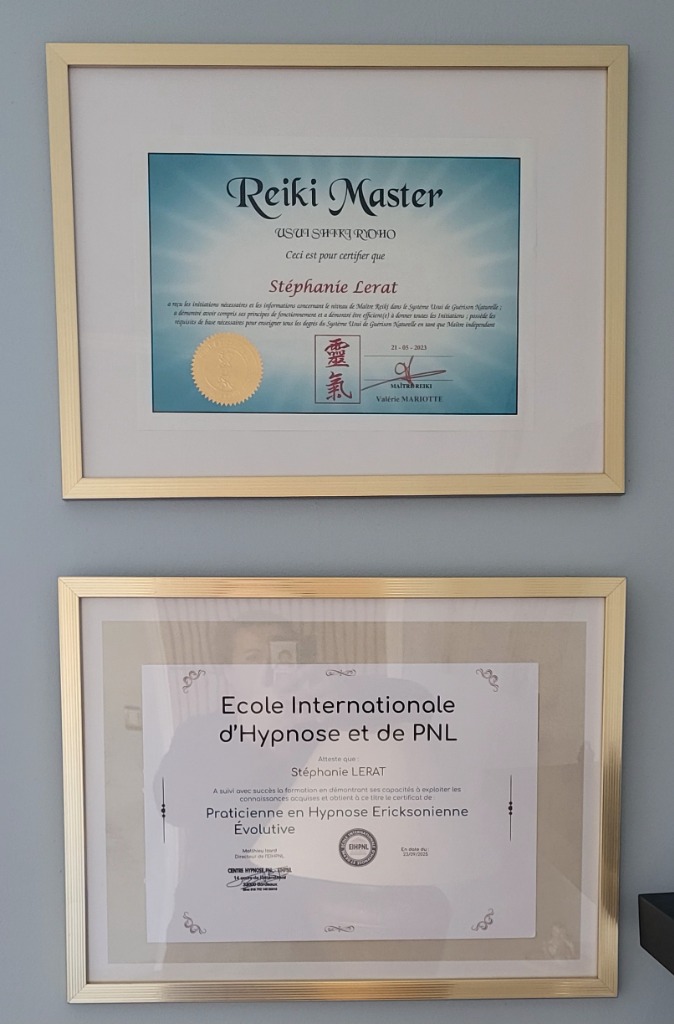 Reiki Master
USUI SHIKI RYOHO
Ceci est pour certifier que
Stéphanie Lerat
a reçu les Initiations nécessaires et les informations concernant le niveau de Maître Reiki dans le Système Usui de Guérison Naturelle ;
a démontré avoir compris ses principes de fonctionnement et a démontré être efficien(e) à donner toutes les Initiations ; possède les
réquisits de base nécessaires pour enseigner tous les degrés du Système Usui de Guérison Naturelle en tant que Maître indépendant
靈氣
21 - 05 - 2023
MAÎTRE REIKI
Valérie MARIOTTE
Ecole Internationale
d'Hypnose et de PNL
Atteste que :
Stéphanie LERAT
A suivi avec succès la formation en démontrant ses capacités à exploiter les
connaissances acquises et obtient à ce titre le certificat de :
Praticienne en Hypnose Ericksonienne
Évolutive
Directeur de l'EIHPNL
EIHPNL
En date du :
CENTRE HYPNOSE PNL - EIHPNL